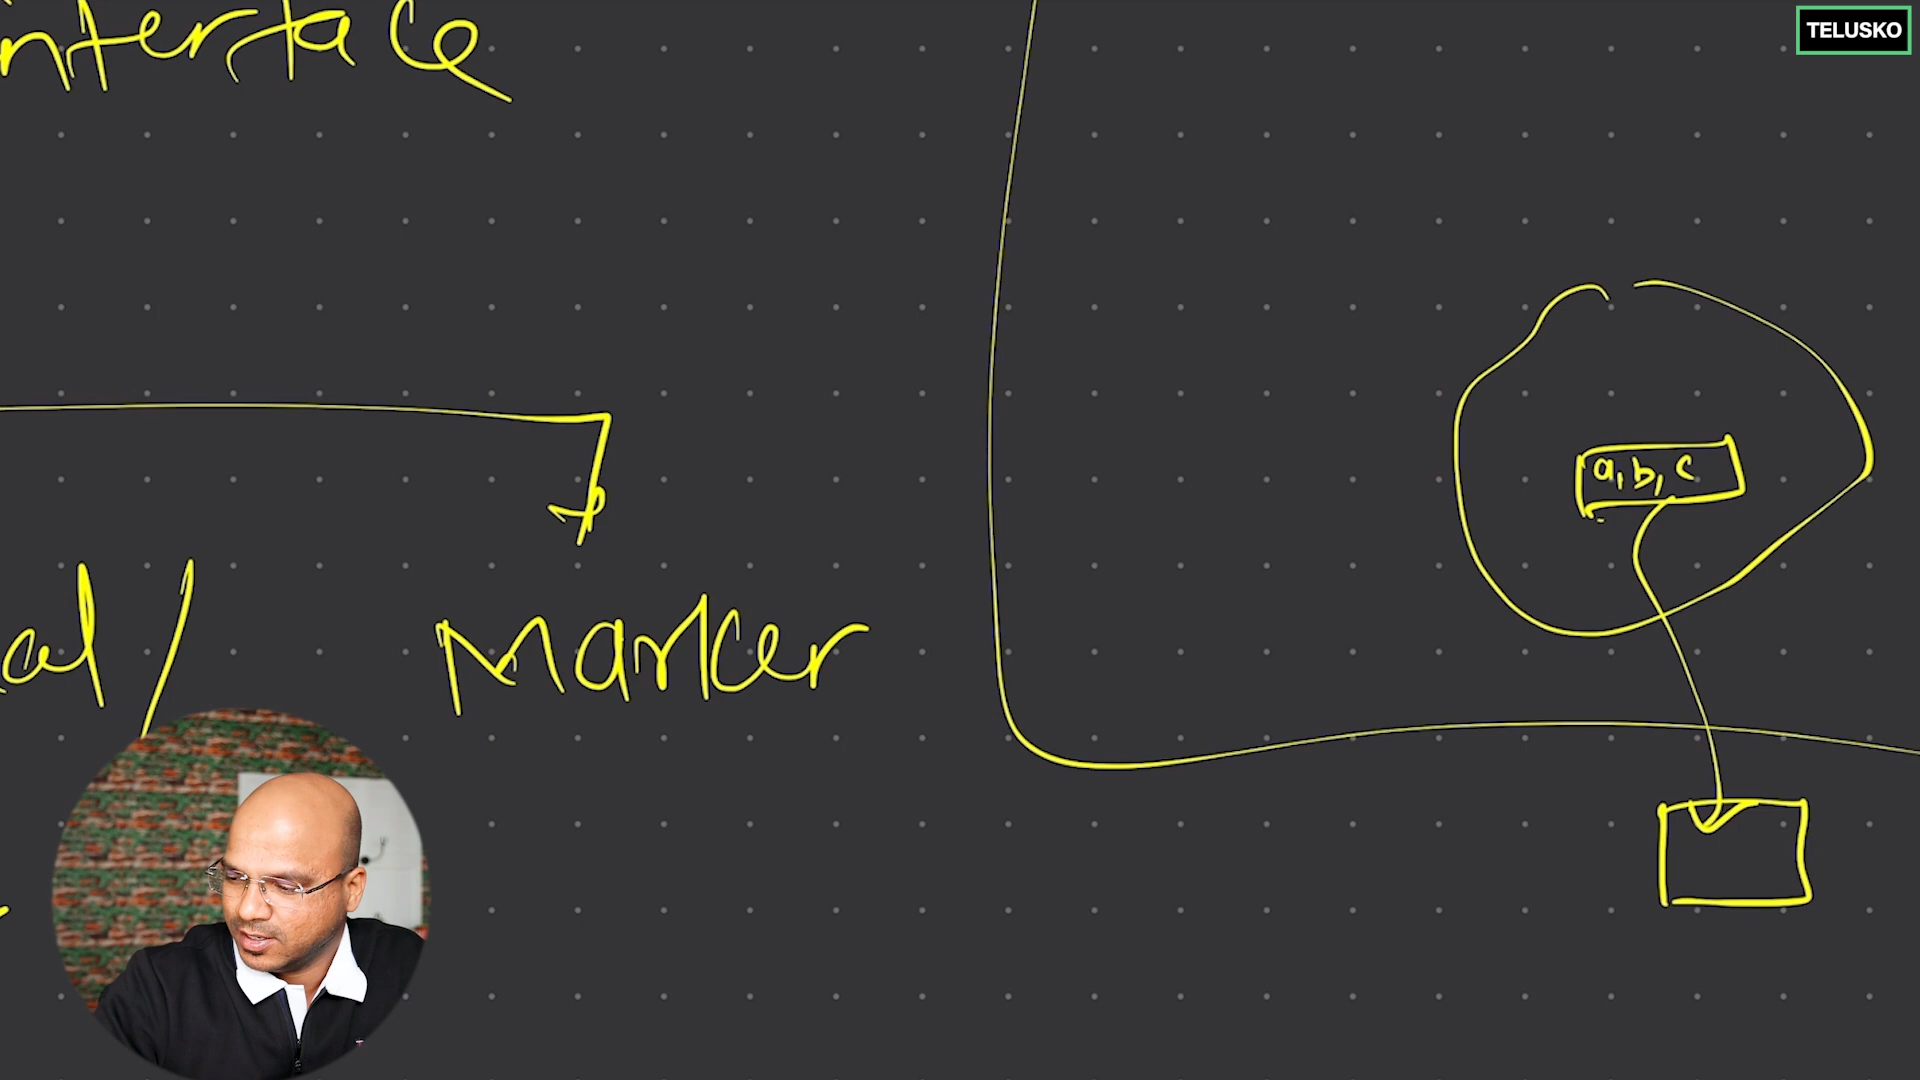 TELUSKO
nterface
a, b, c
al/
Marker